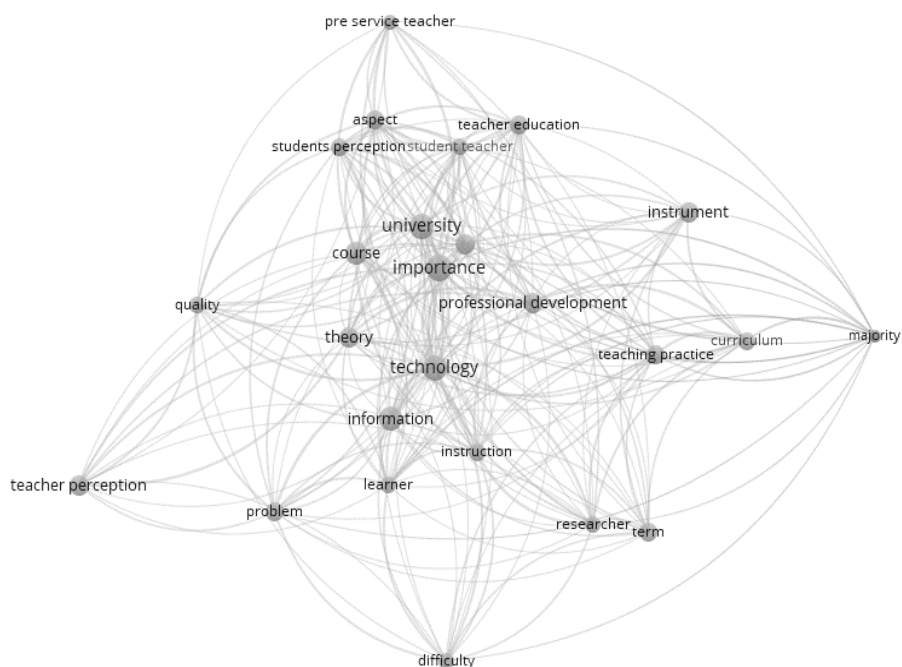 pre service teacher
aspect
teacher education
students perception
student teacher
instrument
university
course
importance
quality
professional development
theory
majority
curriculum
teaching practice
technology
information
instruction
teacher perception
learner
problem
researcher
term
difficulty